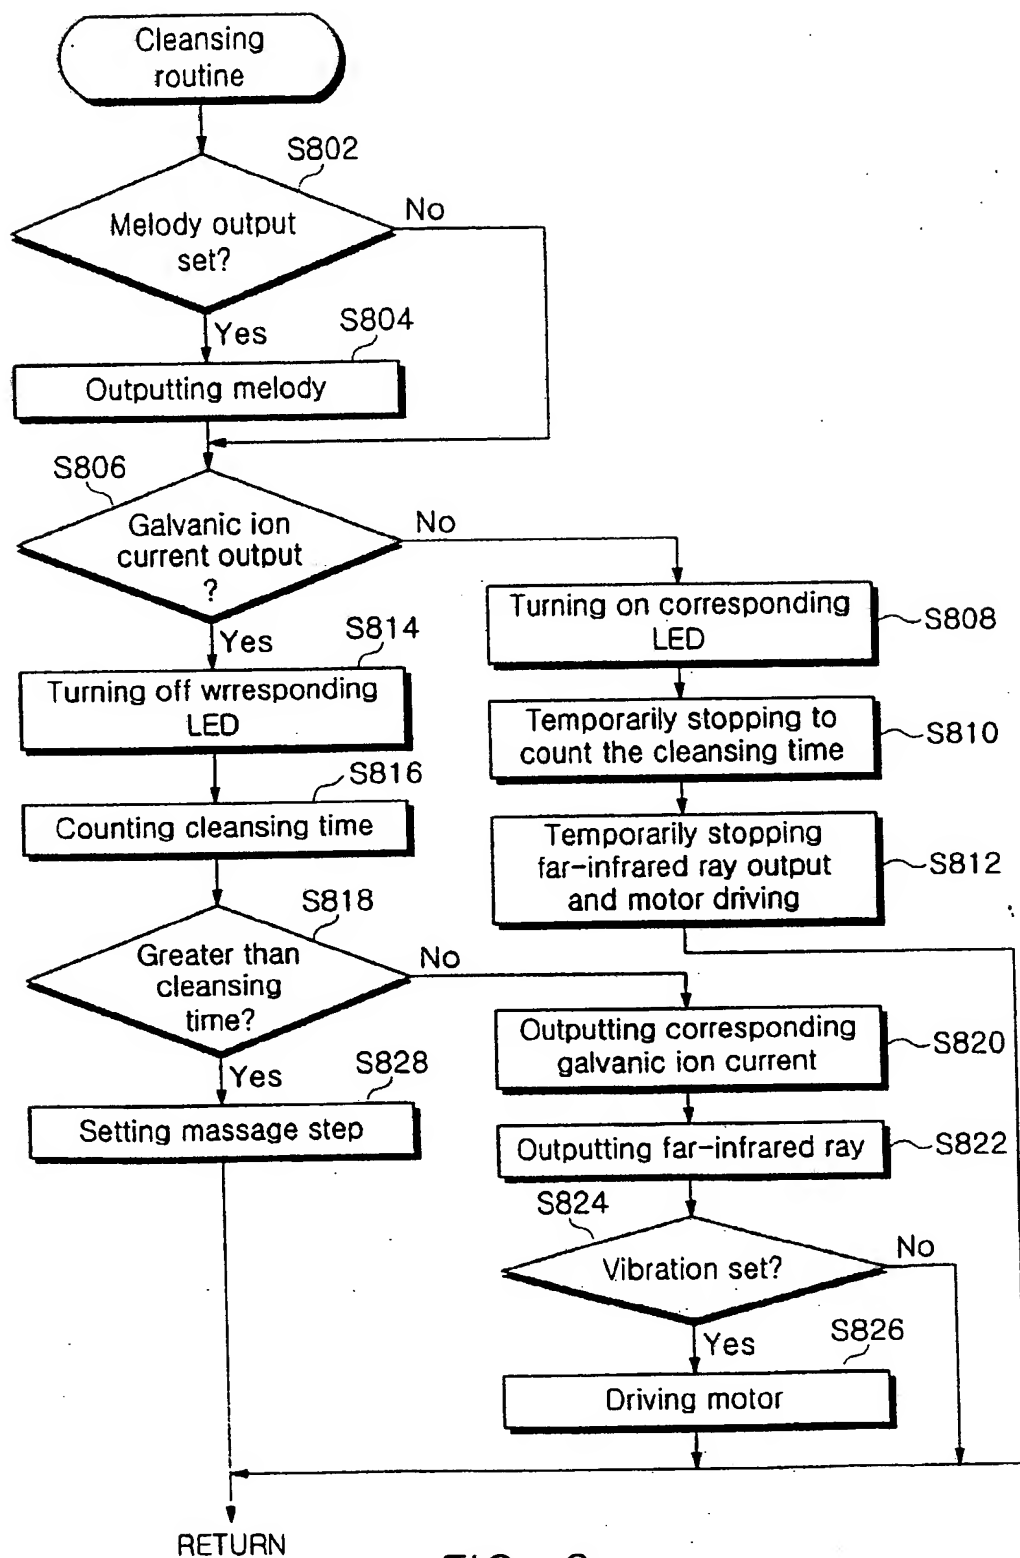 Cleansing
routine
S802
Melody output
set?
No
Yes
S804
Outputting melody
S806
Galvanic ion
current output
?
No
Yes
S808
Turning on corresponding
LED
S814
Turning off wrresponding
LED
S810
Temporarily stopping to
count the cleansing time
S816
Counting cleansing time
S812
Temporarily stopping
far-infrared ray output
and motor driving
S818
Greater than
cleansing
time?
No
Yes
S820
Outputting corresponding
galvanic ion current
S828
Setting massage step
Outputting far-infrared ray
S822
S824
Vibration set?
No
Yes
S826
Driving motor
RETURN